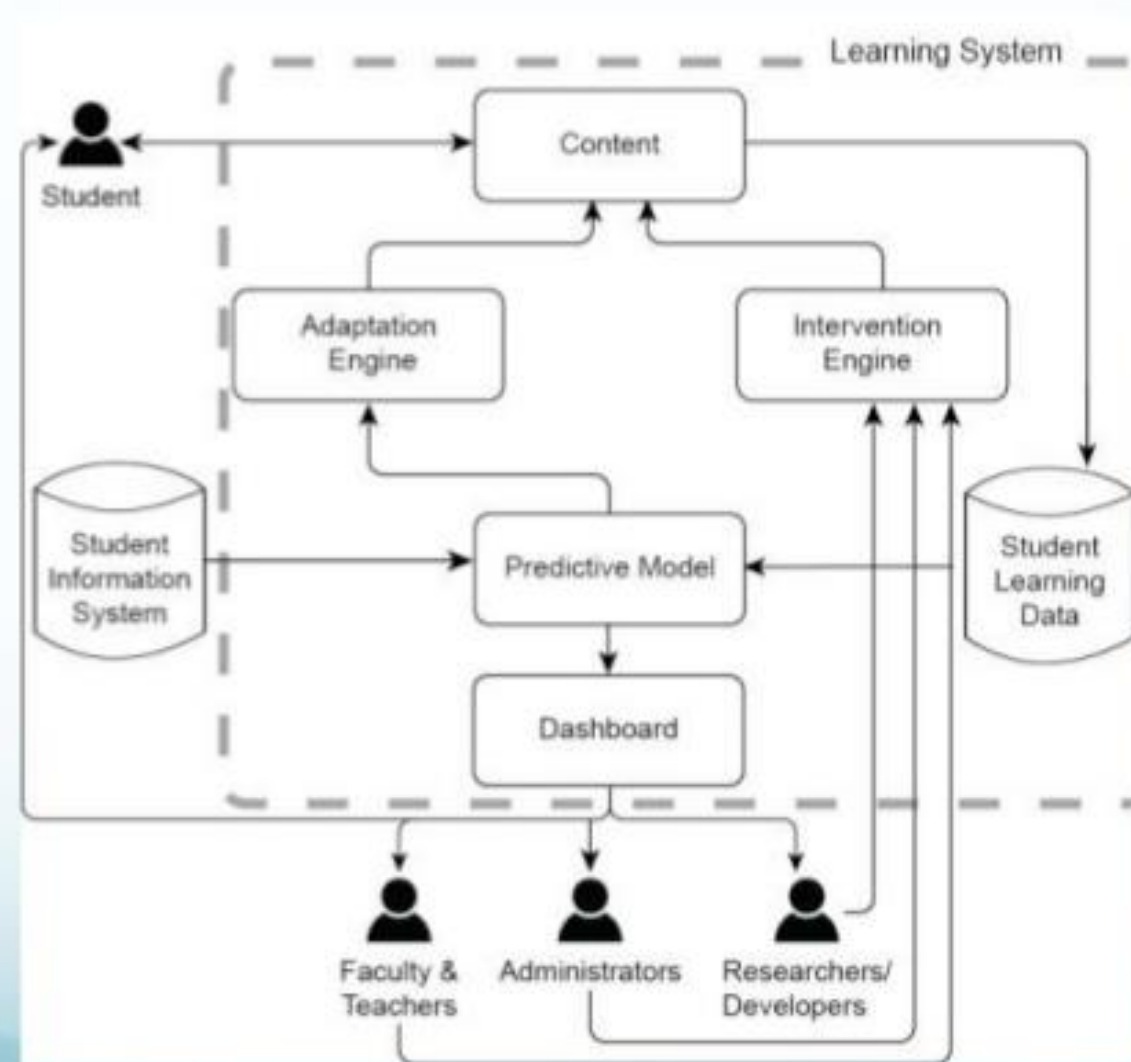 Learning System
Content
Student
Adaptation
Engine
Intervention
Engine
Student
Information
System
Predictive Model
Student
Learning
Data
Dashboard
Faculty &
Teachers
Administrators
Researchers/
Developers